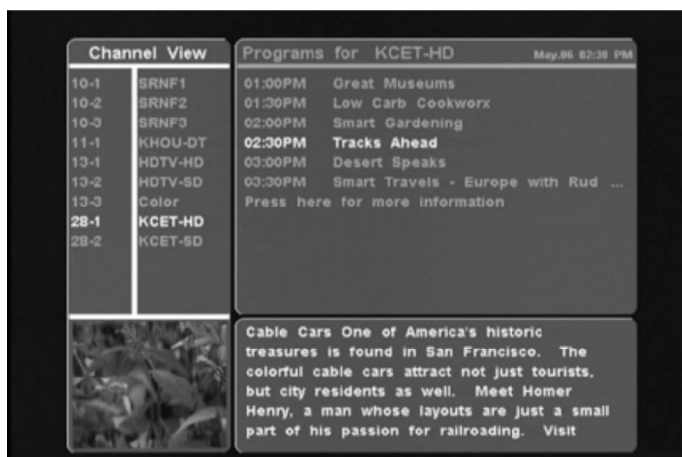 Channel View
10-1 SRNF1
10-2 SRNF2
10-3 SRNF3
11-1 KHOU-DT
13-1 HDTV-HD
13-2 HDTV-SD
13-3 Color
28-1 KCET-HD
28-2 KCET-SD
Programs for KCET-HD May.06 02:30 PM
01:00PM Great Museums
01:30PM Low Carb Cookworx
02:00PM Smart Gardening
02:30PM Tracks Ahead
03:00PM Desert Speaks
03:30PM Smart Travels - Europe with Rud ...
Press here for more information
Cable Cars One of America's historic
treasures is found in San Francisco. The
colorful cable cars attract not just tourists,
but city residents as well. Meet Homer
Henry, a man whose layouts are just a small
part of his passion for railroading. Visit